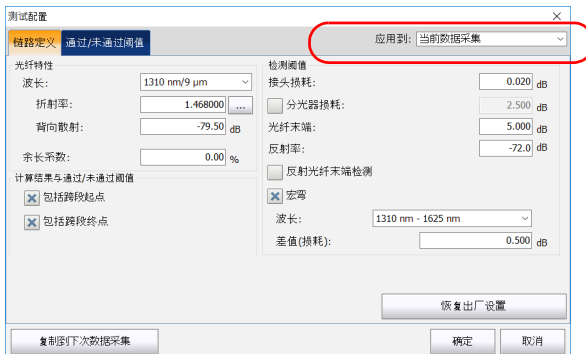 测试配置
链路定义 通过/未通过阈值 应用到: 当前数据采集
光纤特性 检测阈值
波长: 1310 nm/9 µm 接头损耗: 0.020 dB
折射率: 1.468000 ... 分光器损耗: 2.500 dB
背向散射: -79.50 dB 光纤末端: 5.000 dB
反射率: -72.0 dB
余长系数: 0.00 % 反射光纤末端检测
计算结果与通过/未通过阈值 宏弯
包括跨段起点 波长: 1310 nm - 1625 nm
包括跨段终点 差值(损耗): 0.500 dB
恢复出厂设置
复制到下次数据采集 确定 取消